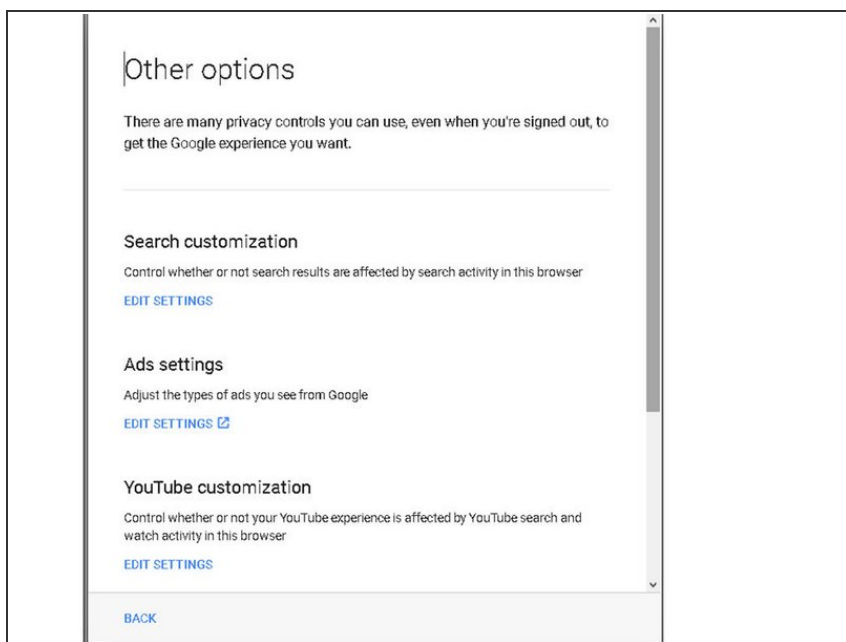 Other options
There are many privacy controls you can use, even when you're signed out, to
get the Google experience you want.
Search customization
Control whether or not search results are affected by search activity in this browser
EDIT SETTINGS
Ads settings
Adjust the types of ads you see from Google
EDIT SETTINGS
YouTube customization
Control whether or not your YouTube experience is affected by YouTube search and
watch activity in this browser
EDIT SETTINGS
BACK